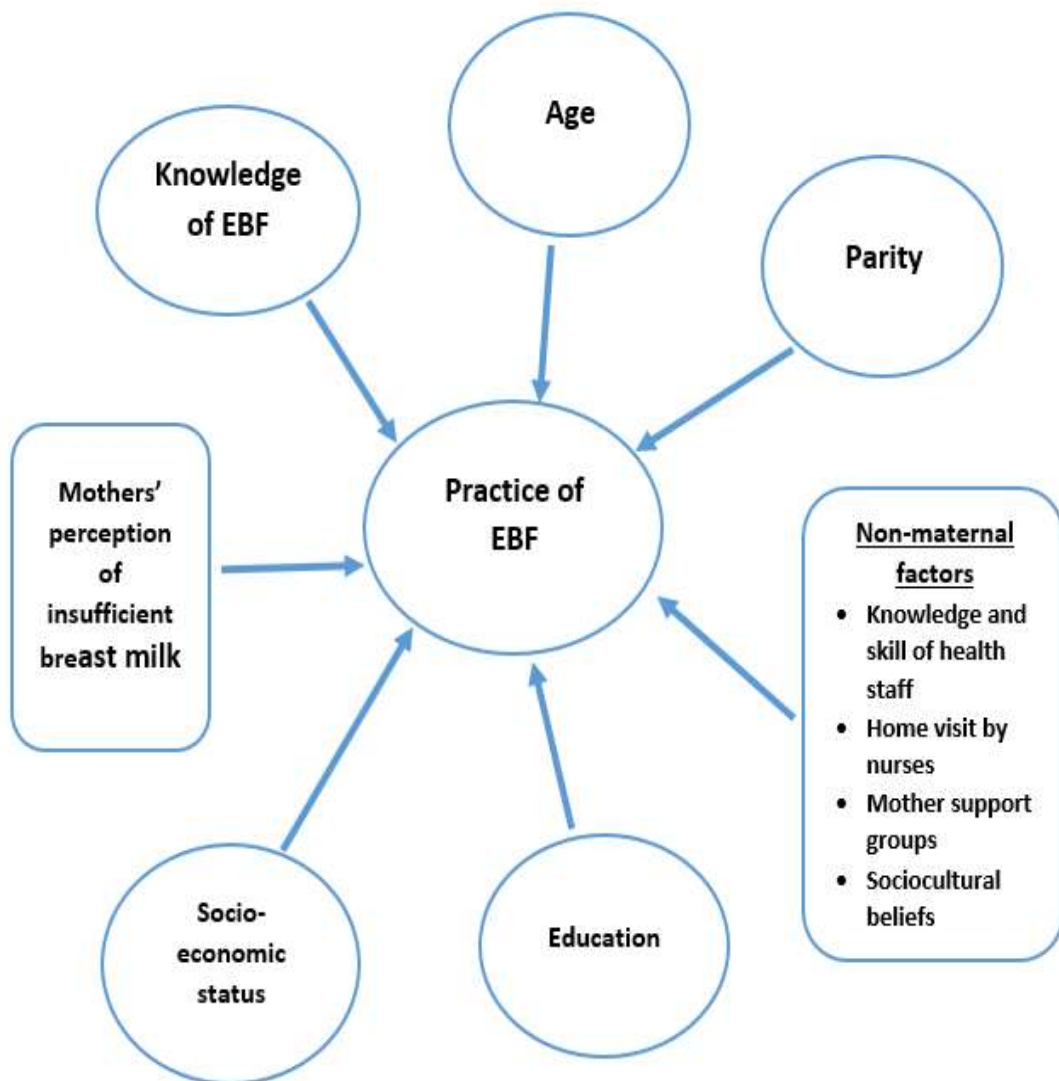 Age
Knowledge
of EBF
Parity
Practice of
EBF
Mothers’
perception
of
insufficient
breast milk
Non-maternal
factors
• Knowledge and
skill of health
staff
• Home visit by
nurses
• Mother support
groups
• Sociocultural
beliefs
Socio-
economic
status
Education